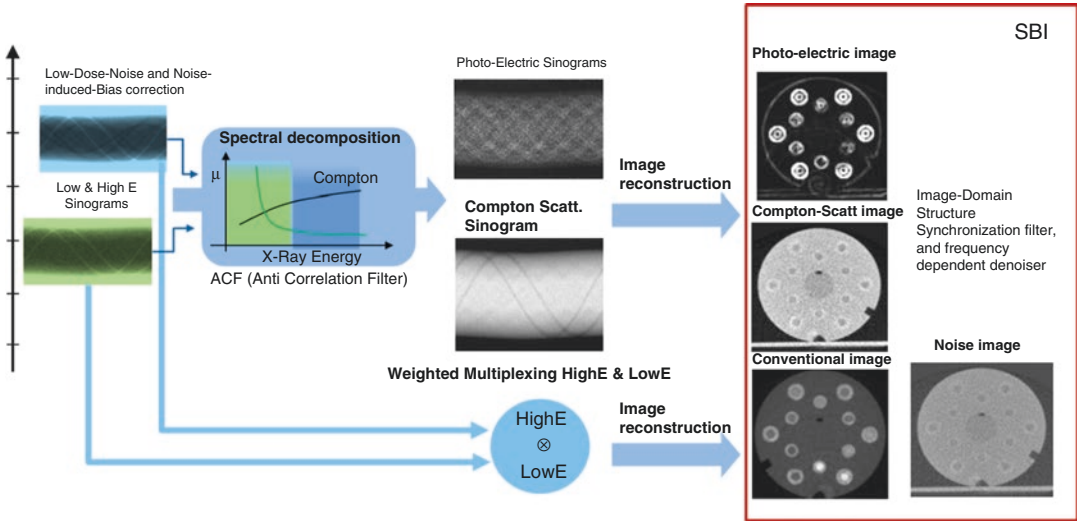 Low-Dose-Noise and Noise-
induced-Bias correction
Low & High E
Sinograms
Spectral decomposition
μ
Compton
X-Ray Energy
ACF (Anti Correlation Filter)
Photo-Electric Sinograms
Compton Scatt.
Sinogram
Image
reconstruction
Weighted Multiplexing HighE & LowE
HighE
⊗
LowE
Image
reconstruction
SBI
Photo-electric image
Compton-Scatt image
Image-Domain
Structure
Synchronization filter,
and frequency
dependent denoiser
Conventional image
Noise image